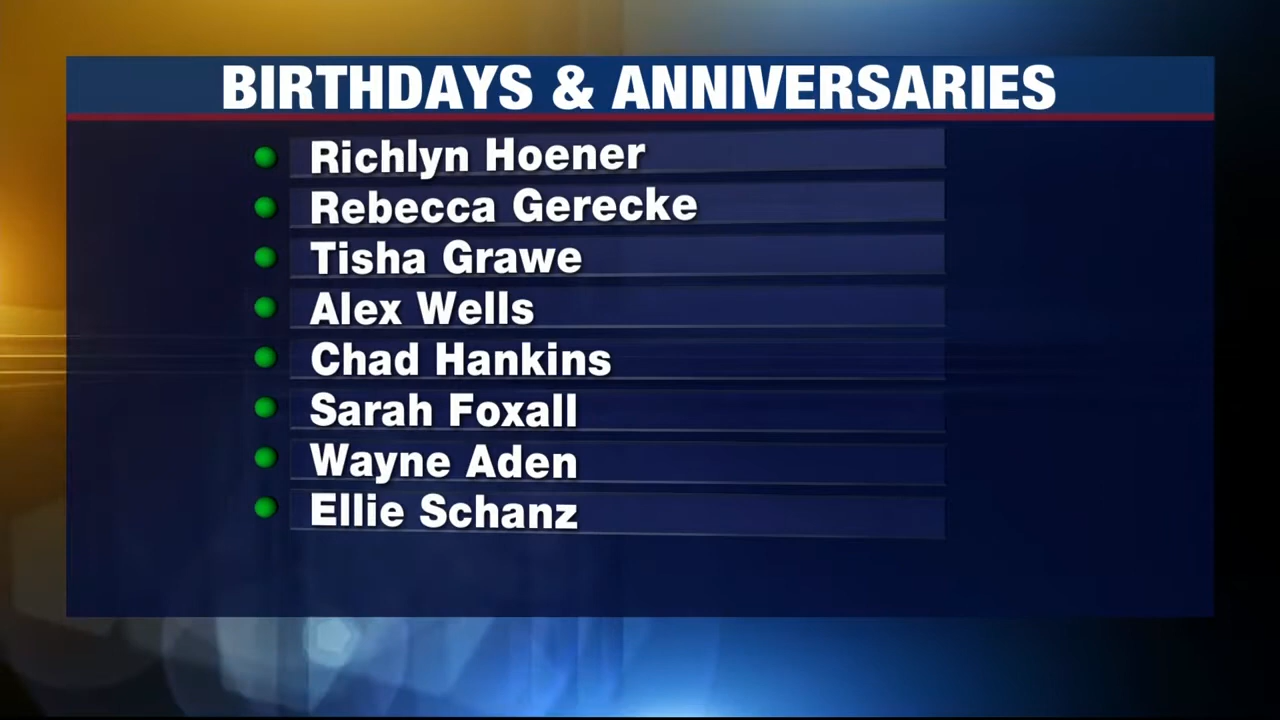 BIRTHDAYS & ANNIVERSARIES
Richlyn Hoener
Rebecca Gerecke
Tisha Grawe
Alex Wells
Chad Hankins
Sarah Foxall
Wayne Aden
Ellie Schanz